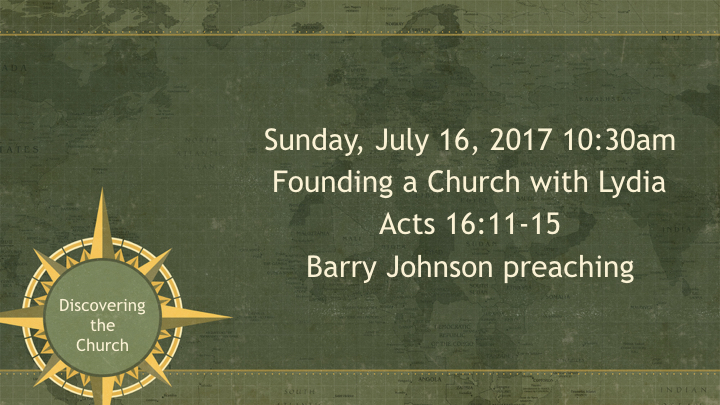 Sunday, July 16, 2017 10:30am
Founding a Church with Lydia
Acts 16:11-15
Barry Johnson preaching
Discovering
the
Church